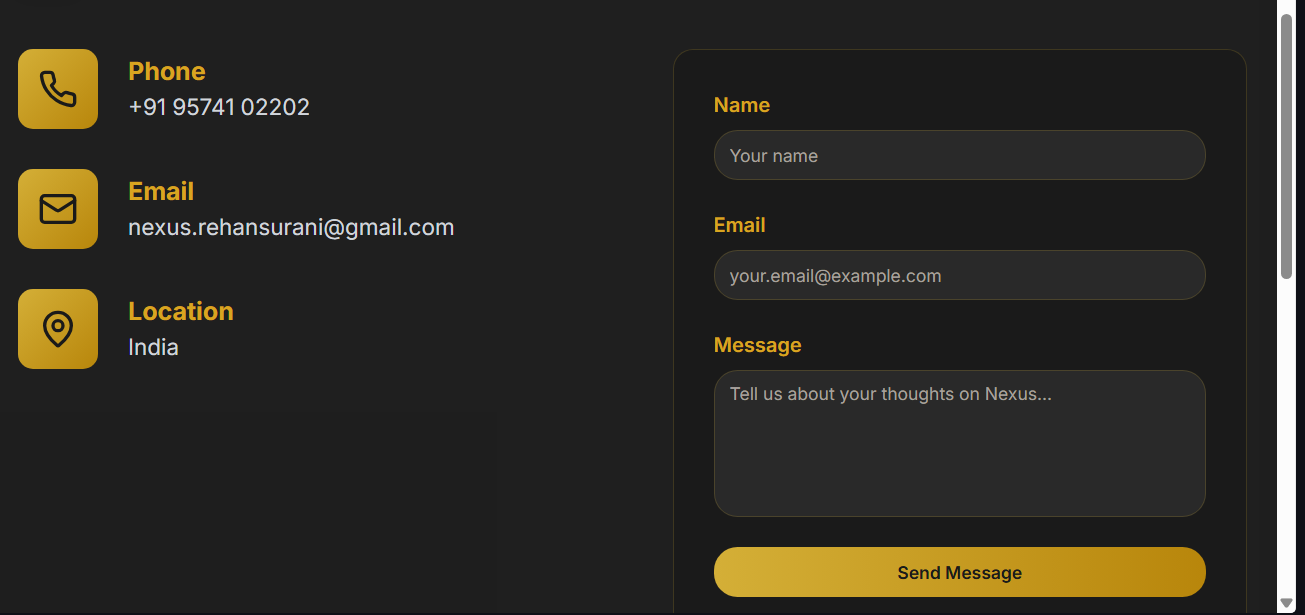 Phone
+91 95741 02202
Email
nexus.rehansurani@gmail.com
Location
India
Name
Your name
Email
your.email@example.com
Message
Tell us about your thoughts on Nexus...
Send Message